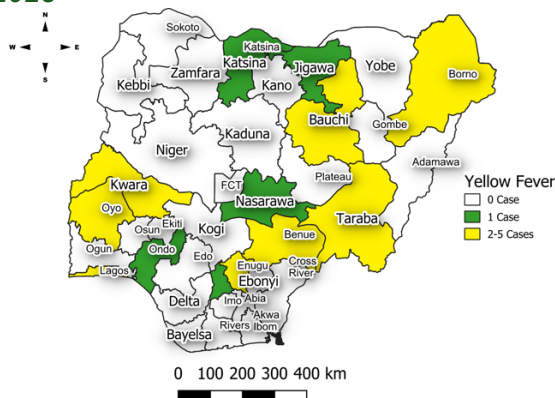 N
W E
S
Sokoto
Katsina
Katsina
Jigawa
Yobe
Borno
Zamfara
Kebbi
Kano
Bauchi
Gombe
Kaduna
Niger
Adamawa
Plateau
FCT
Kwara
Nasarawa
Taraba
Oyo
Kogi
Benue
Ekiti
Osun
Ondo
Ogun
Edo
Lagos
Enugu
Ebonyi
Cross
River
Delta
Imo
Abia
Akwa
Ibom
Rivers
Bayelsa
Yellow Fever
0 Case
1 Case
2-5 Cases
0 100 200 300 400 km